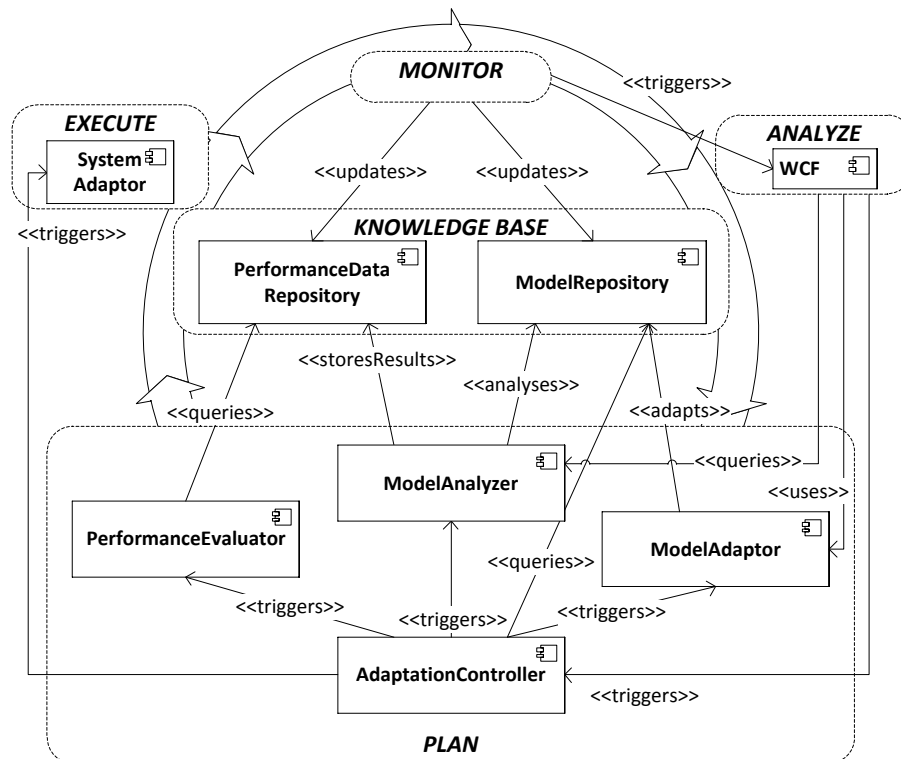 MONITOR
<<triggers>>
EXECUTE
ANALYZE
System
Adaptor
WCF
<<updates>>
<<updates>>
<<triggers>>
KNOWLEDGE BASE
PerformanceData
Repository
ModelRepository
<<storesResults>>
<<analyses>>
<<queries>>
<<adapts>>
<<queries>>
ModelAnalyzer
<<uses>>
PerformanceEvaluator
ModelAdaptor
<<queries>>
<<triggers>>
<<triggers>>
<<triggers>>
AdaptationController
<<triggers>>
PLAN